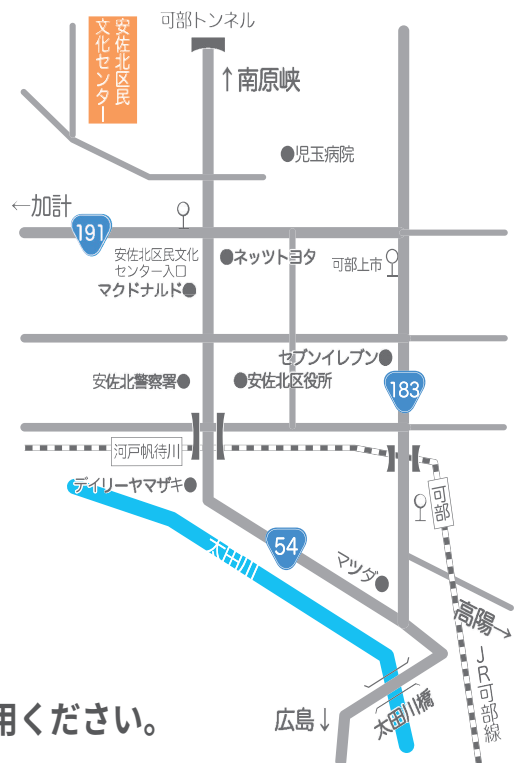 可部トンネル
安佐北区民
文化センター
↑南原峡
児玉病院
←加計
191
安佐北区民文化
センター入口
ネッツトヨタ
可部上市
マクドナルド
セブンイレブン
安佐北警察署
安佐北区役所
183
河戸帆待川
デイリーヤマザキ
可部
太田川
54
マツダ
高陽→
JR可部線
広島↓
太田川橋
用ください。